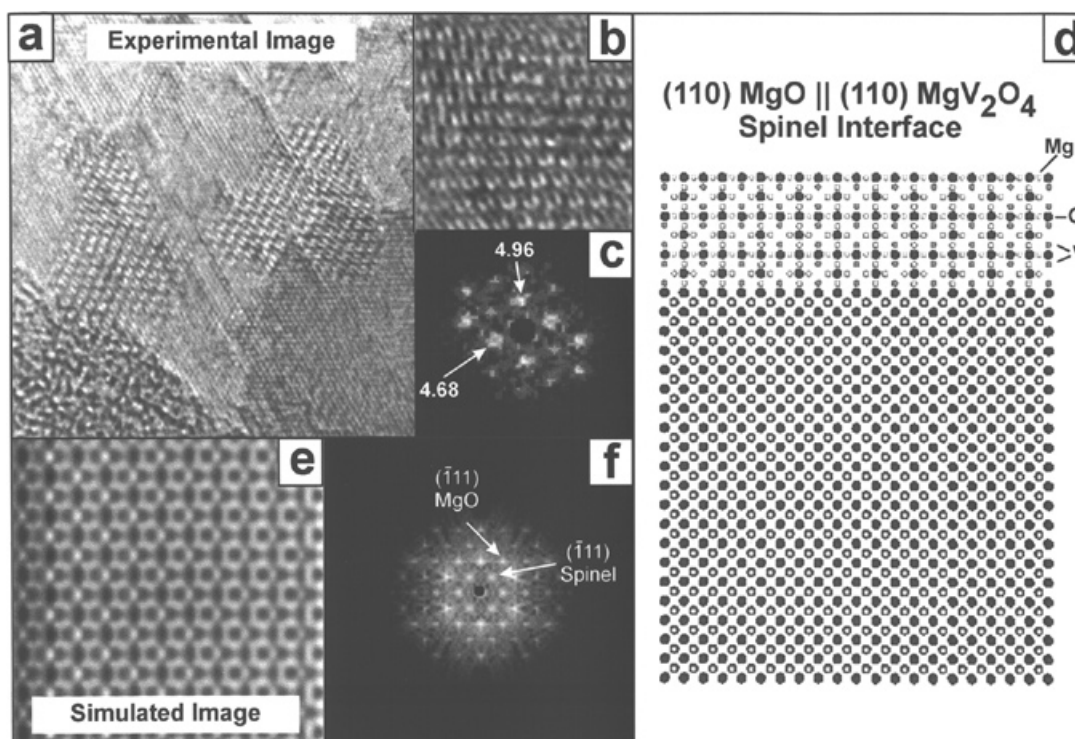 a
Experimental Image
b
4.96
c
4.68
d
(110) MgO || (110) MgV₂O₄
Spinel Interface
Mg
e
Simulated Image
f
(1̄11)
MgO
(1̄11)
Spinel